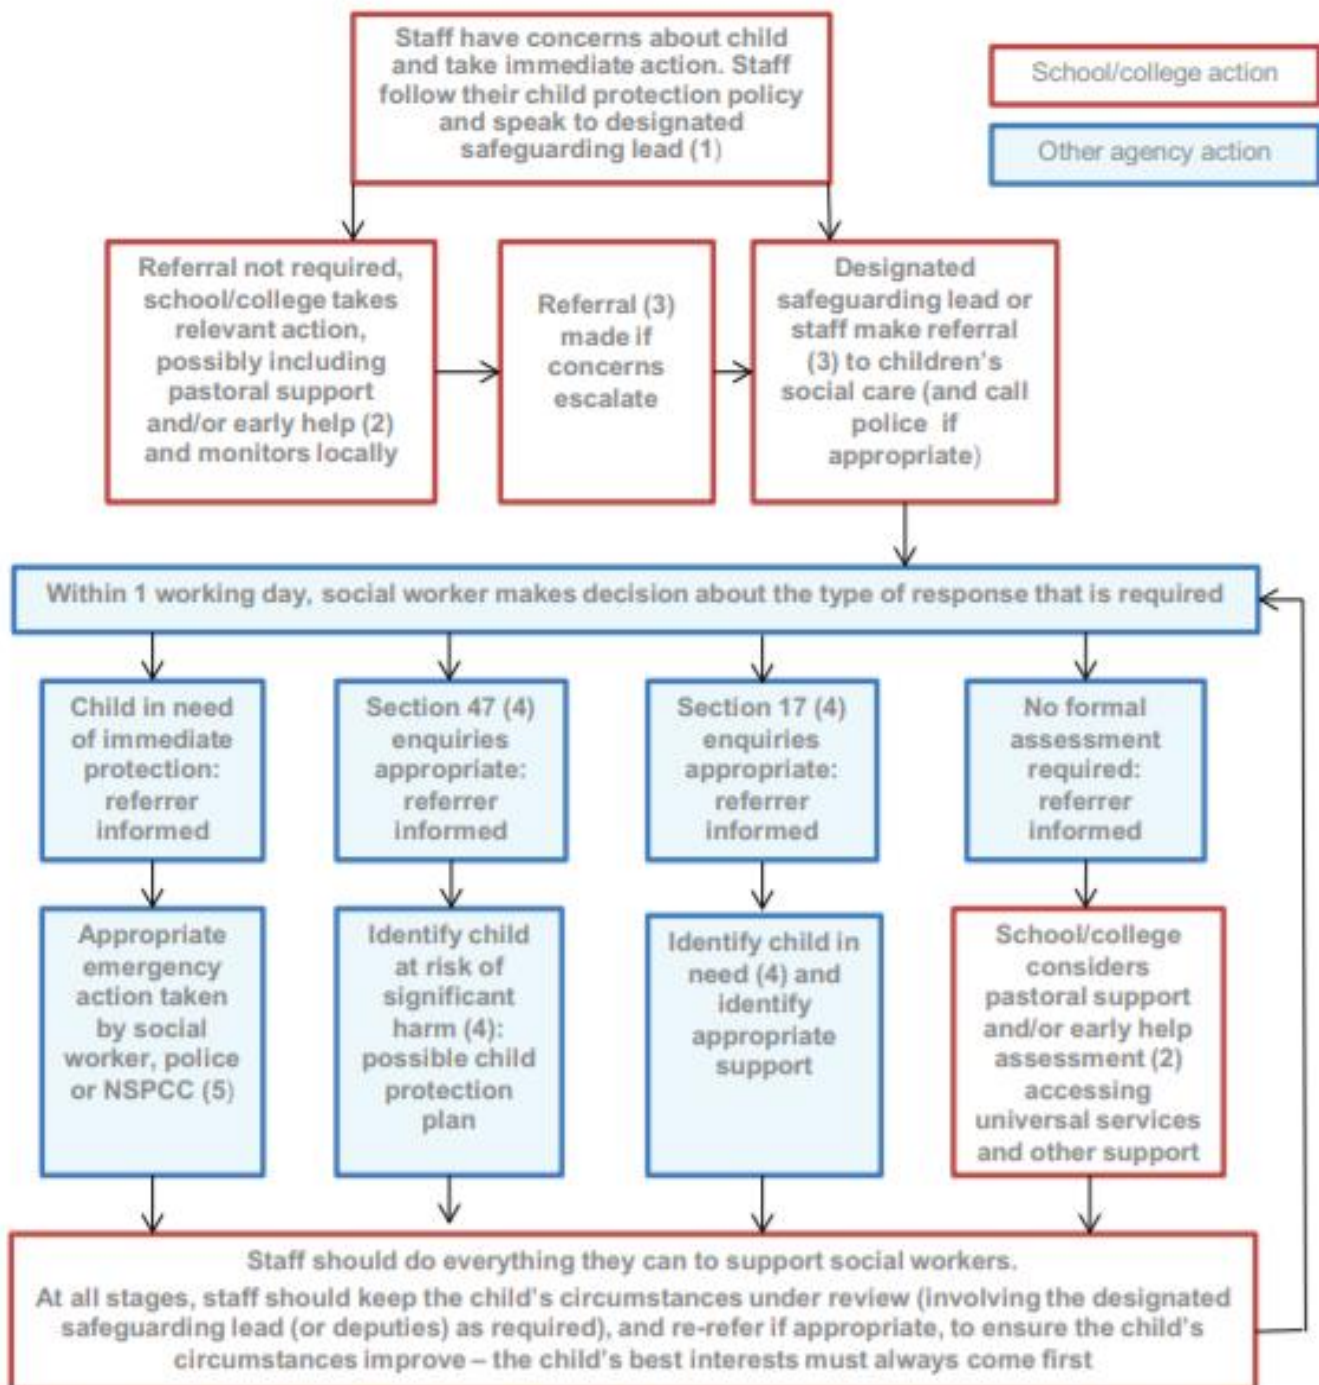 Staff have concerns about child
and take immediate action. Staff
follow their child protection policy
and speak to designated
safeguarding lead (1)
School/college action
Other agency action
Referral not required,
school/college takes
relevant action,
possibly including
pastoral support
and/or early help (2)
and monitors locally
Referral (3)
made if
concerns
escalate
Designated
safeguarding lead or
staff make referral
(3) to children's
social care (and call
police if
appropriate)
Within 1 working day, social worker makes decision about the type of response that is required
Child in need
of immediate
protection:
referrer
informed
Section 47 (4)
enquiries
appropriate:
referrer
informed
Section 17 (4)
enquiries
appropriate:
referrer
informed
No formal
assessment
required:
referrer
informed
Appropriate
emergency
action taken
by social
worker, police
or NSPCC (5)
Identify child
at risk of
significant
harm (4):
possible child
protection
plan
Identify child in
need (4) and
identify
appropriate
support
School/college
considers
pastoral support
and/or early help
assessment (2)
accessing
universal services
and other support
Staff should do everything they can to support social workers.
At all stages, staff should keep the child's circumstances under review (involving the designated
safeguarding lead (or deputies) as required), and re-refer if appropriate, to ensure the child's
circumstances improve – the child's best interests must always come first